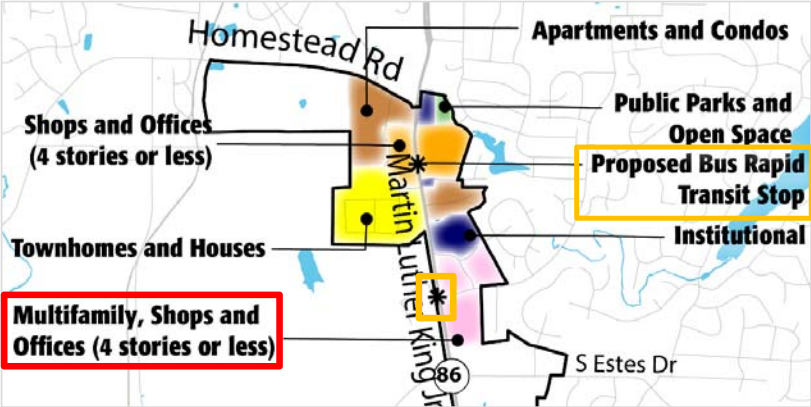 Homestead Rd
Apartments and Condos
Public Parks and
Open Space
Shops and Offices
(4 stories or less)
Proposed Bus Rapid
Transit Stop
Martin Luther King Jr
Institutional
Townhomes and Houses
Multifamily, Shops and
Offices (4 stories or less)
S Estes Dr
86